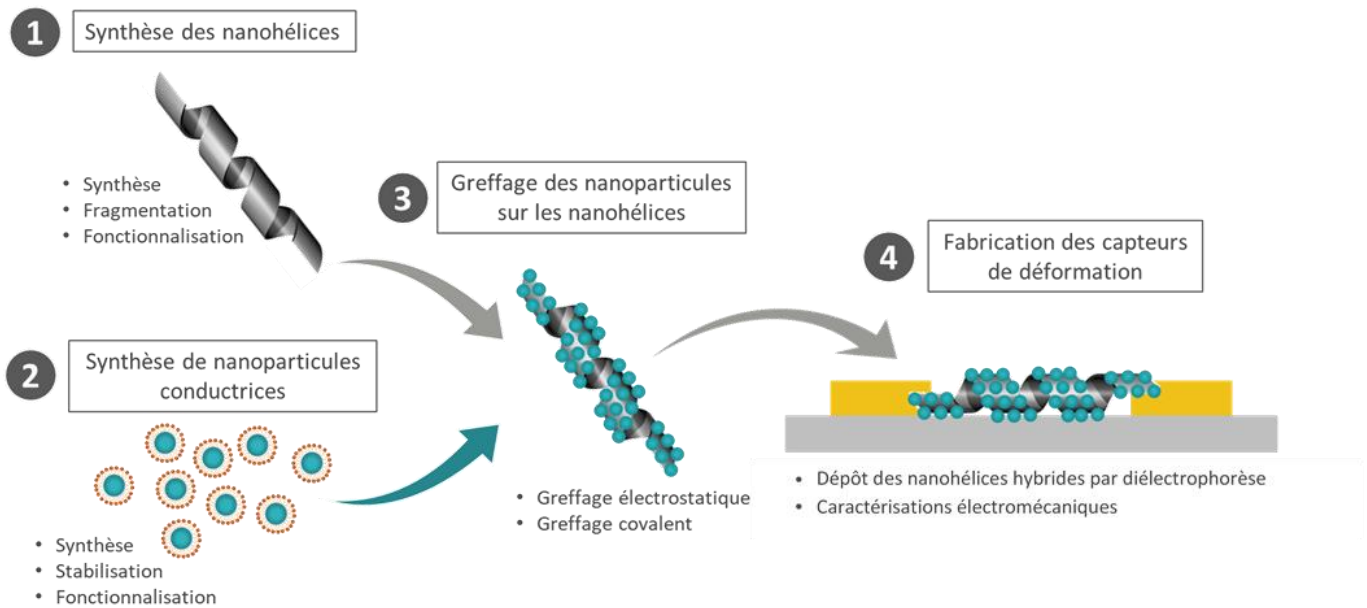 1
Synthèse des nanohélices
• Synthèse
• Fragmentation
• Fonctionnalisation
2
Synthèse de nanoparticules
conductrices
• Synthèse
• Stabilisation
• Fonctionnalisation
3
Greffage des nanoparticules
sur les nanohélices
• Greffage électrostatique
• Greffage covalent
4
Fabrication des capteurs
de déformation
• Dépôt des nanohélices hybrides par diélectrophorèse
• Caractérisations électromécaniques